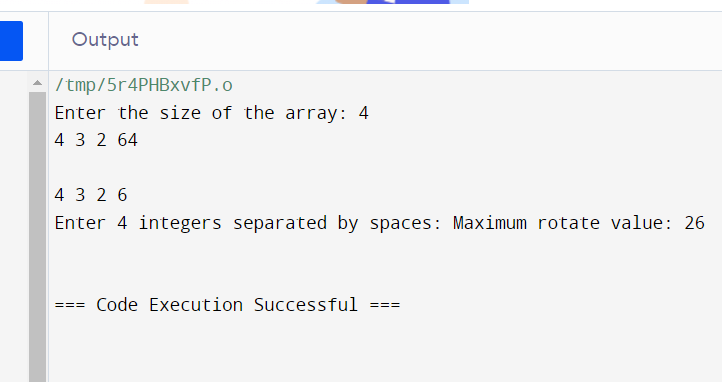 Output
/tmp/5r4PHBxvfP.o
Enter the size of the array: 4
4 3 2 64
4 3 2 6
Enter 4 integers separated by spaces: Maximum rotate value: 26
=== Code Execution Successful ===